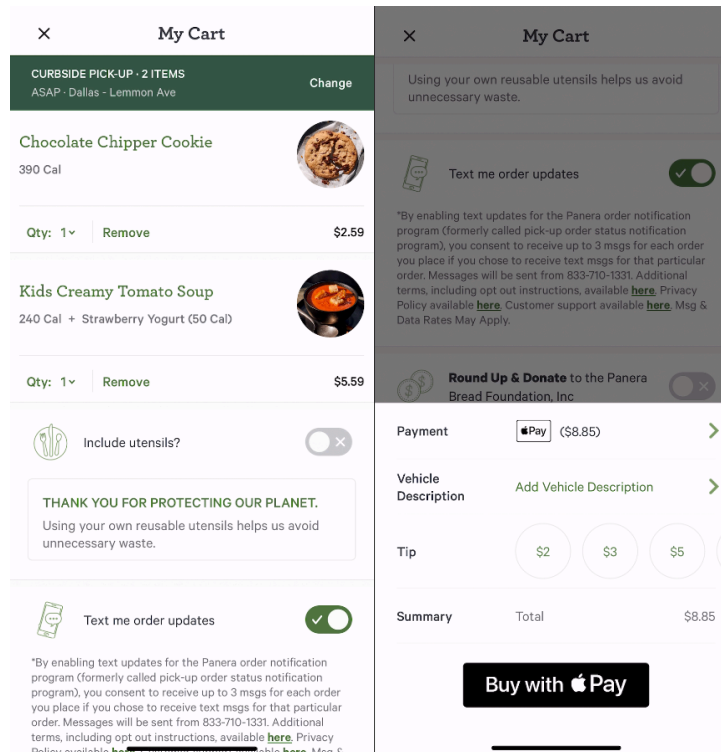 My Cart
CURBSIDE PICK-UP · 2 ITEMS
ASAP · Dallas - Lemmon Ave
Change
Chocolate Chipper Cookie
390 Cal
Qty: 1
Remove
$2.59
Kids Creamy Tomato Soup
240 Cal + Strawberry Yogurt (50 Cal)
Qty: 1
Remove
$5.59
Include utensils?
THANK YOU FOR PROTECTING OUR PLANET.
Using your own reusable utensils helps us avoid
unnecessary waste.
Text me order updates
*By enabling text updates for the Panera order notification
program (formerly called pick-up order status notification
program), you consent to receive up to 3 msgs for each order
you place if you chose to receive text msgs for that particular
order. Messages will be sent from 833-710-1331. Additional
terms, including opt out instructions, available here. Privacy
Policy available here. here. Msg &
My Cart
Using your own reusable utensils helps us avoid
unnecessary waste.
Text me order updates
*By enabling text updates for the Panera order notification
program (formerly called pick-up order status notification
program), you consent to receive up to 3 msgs for each order
you place if you chose to receive text msgs for that particular
order. Messages will be sent from 833-710-1331. Additional
terms, including opt out instructions, available here. Privacy
Policy available here. Customer support available here. Msg &
Data Rates May Apply.
Round Up & Donate to the Panera
Bread Foundation, Inc
Payment
Pay ($8.85)
Vehicle
Description
Add Vehicle Description
Tip
$2
$3
$5
Summary
Total
$8.85
Buy with Pay